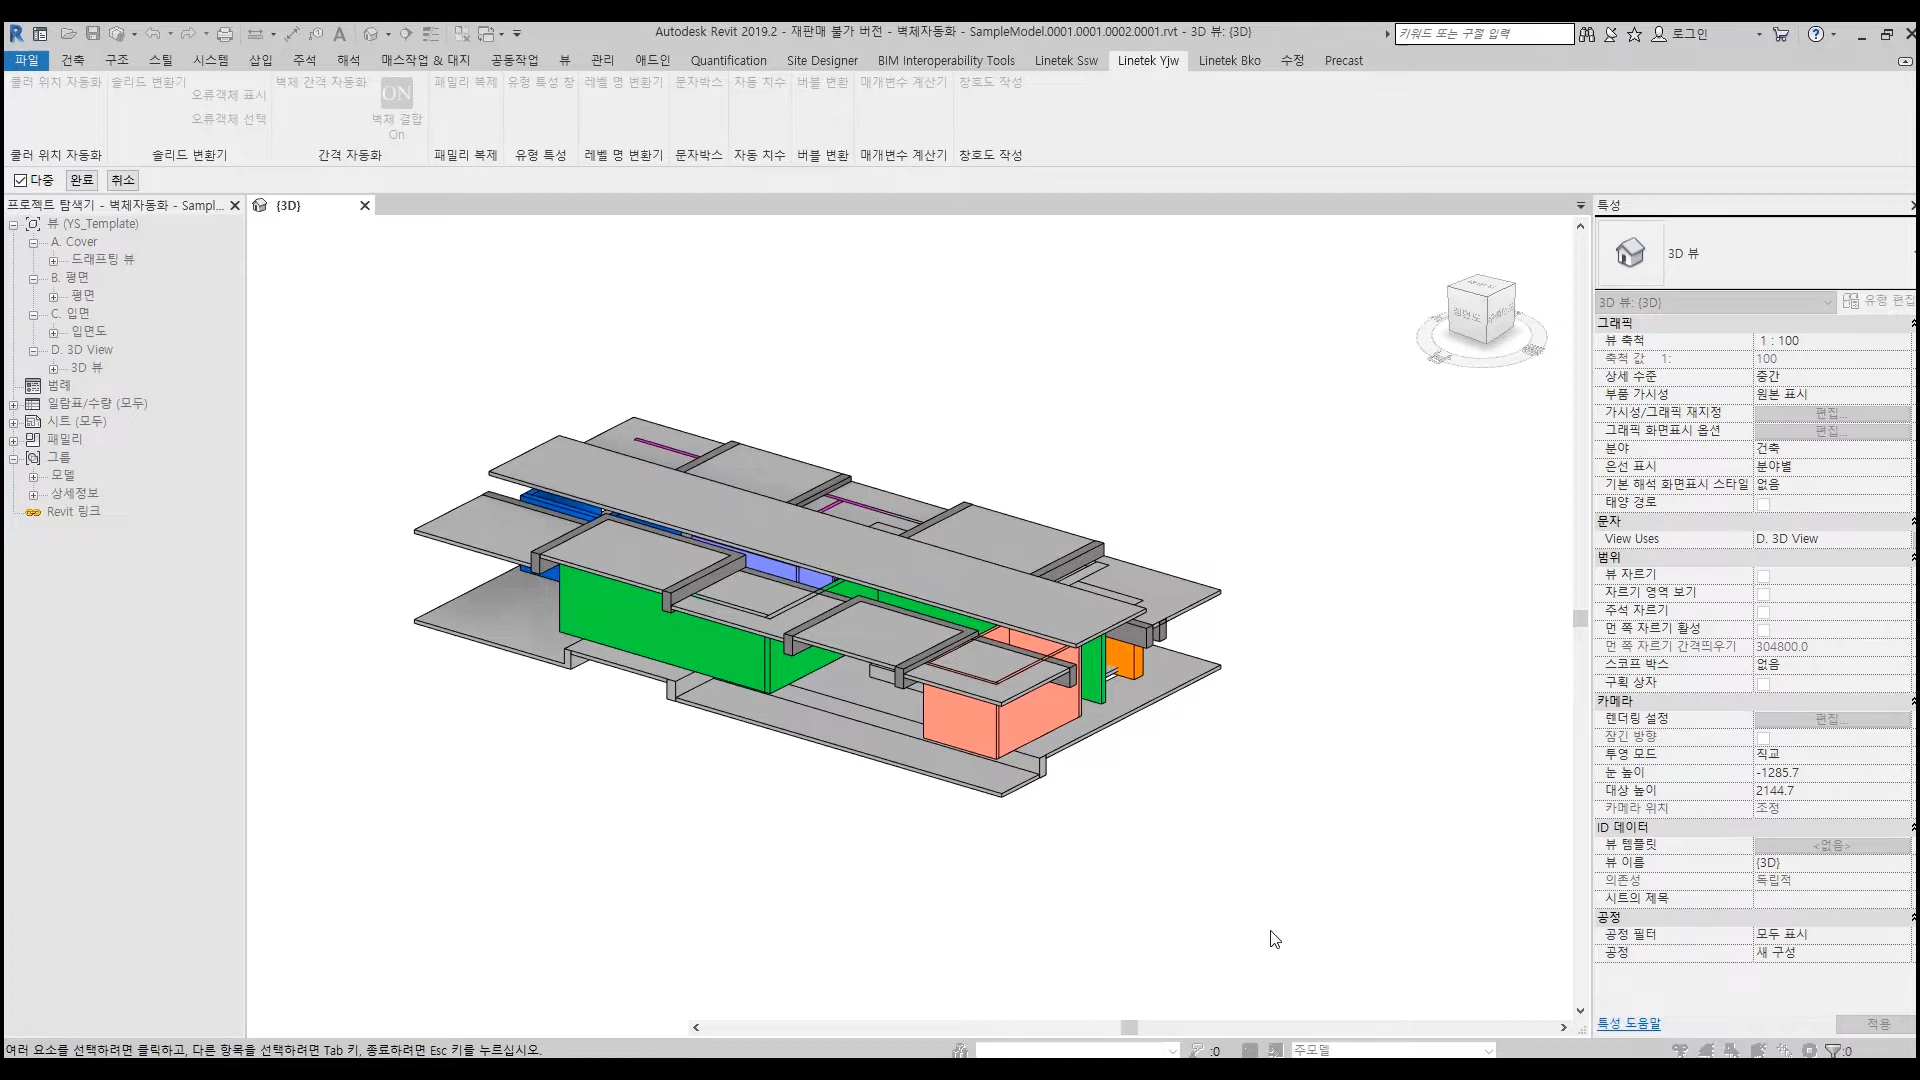 Autodesk Revit 2019.2 - 재판매 불가 버전 - 벽체자동화 - SampleModel.0001.0001.0002.0001.rvt - 3D 뷰: {3D}
키워드 또는 구절 입력
로그인
파일 건축 구조 스틸 시스템 삽입 주석 해석 매스작업 & 대지 공동작업 뷰 관리 애드인 Quantification Site Designer BIM Interoperability Tools Linetek Ssw Linetek Yjw Linetek Bko 수정 Precast
쿨러 위치 자동화 솔리드 변환기 벽체 간격 자동화 ON 패밀리 복제 유형 특성 창 레벨 명 변환기 문자박스 자동 치수 버블 변환 매개변수 계산기 창호도 작성
오류객체 표시
오류객체 선택 벽체 결합
On
쿨러 위치 자동화 솔리드 변환기 간격 자동화 패밀리 복제 유형 특성 레벨 명 변환기 문자박스 자동 치수 버블 변환 매개변수 계산기 창호도 작성
다중 완료 취소
프로젝트 탐색기 - 벽체자동화 - Sampl...
{3D}
특성
뷰 (YS_Template)
A. Cover
드래프팅 뷰
B. 평면
평면
C. 입면
입면도
D. 3D View
3D 뷰
범례
일람표/수량 (모두)
시트 (모두)
패밀리
그룹
모델
상세정보
Revit 링크
정면도
3D 뷰
3D 뷰: {3D} 유형 편집
그래픽
뷰 축척 1 : 100
축척 값 1: 100
상세 수준 중간
부품 가시성 원본 표시
가시성/그래픽 재지정 편집...
그래픽 화면표시 옵션 편집...
분야 건축
은선 표시 분야별
기본 해석 화면표시 스타일 없음
태양 경로
문자
View Uses D. 3D View
범위
뷰 자르기
자르기 영역 보기
주석 자르기
먼 쪽 자르기 활성
먼 쪽 자르기 간격띄우기 304800.0
스코프 박스 없음
구획 상자
카메라
렌더링 설정 편집...
잠긴 방향
투영 모드 직교
눈 높이 -1285.7
대상 높이 2144.7
카메라 위치 조정
ID 데이터
뷰 템플릿 <없음>
뷰 이름 {3D}
의존성 독립적
시트의 제목
공정
공정 필터 모두 표시
공정 새 구성
특성 도움말 적용
여러 요소를 선택하려면 클릭하고, 다른 항목을 선택하려면 Tab 키, 종료하려면 Esc 키를 누르십시오. :0 주모델 :0